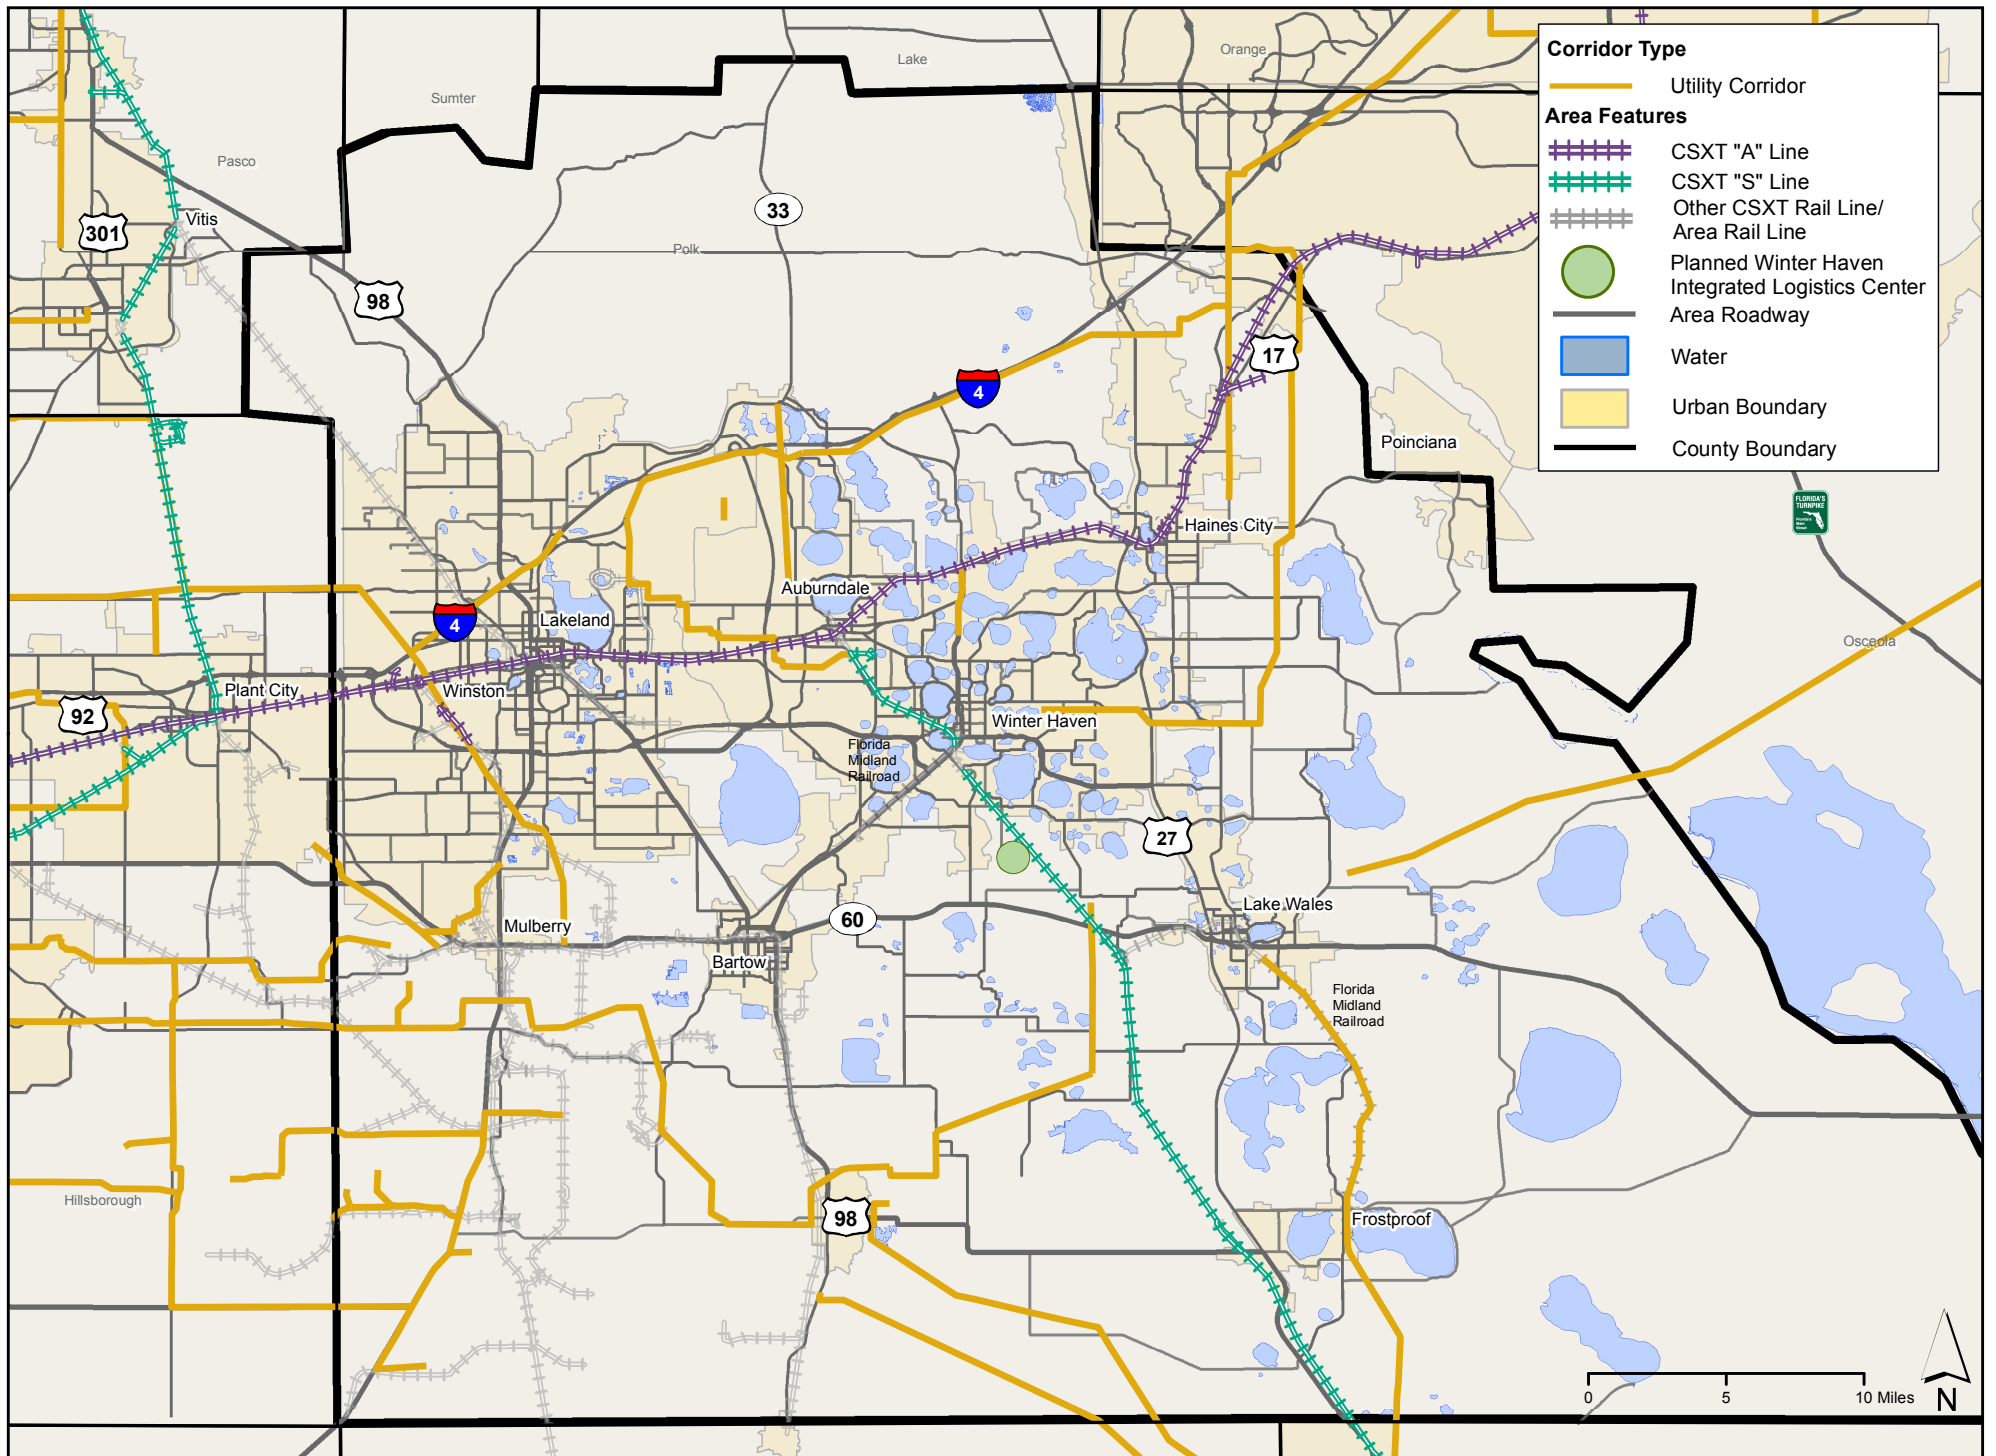 Corridor Type
Utility Corridor
Area Features
CSXT "A" Line
CSXT "S" Line
Other CSXT Rail Line/
Area Rail Line
Planned Winter Haven
Integrated Logistics Center
Area Roadway
Water
Urban Boundary
County Boundary
Orange
Lake
Sumter
Pasco
Vitis
301
33
Polk
98
17
4
Poinciana
FLORIDA'S
TURNPIKE
Haines City
Auburndale
4
Lakeland
Osceola
Plant City
Winston
92
Winter Haven
Florida
Midland
Railroad
27
Lake Wales
60
Mulberry
Bartow
Florida
Midland
Railroad
Hillsborough
98
Frostproof
0
5
10 Miles
N